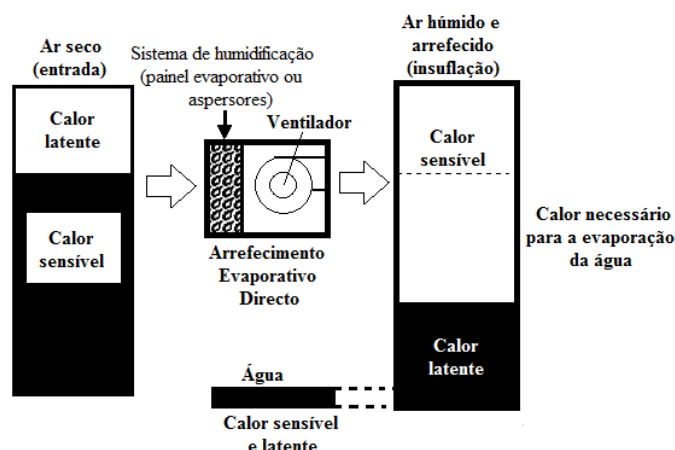 Ar seco
(entrada)
Calor
latente
Calor
sensível
Sistema de humidificação
(painel evaporativo ou
aspersores)
Ventilador
Arrefecimento
Evaporativo
Directo
Água
Calor sensível
e latente
Ar húmido e
arrefecido
(insuflação)
Calor
sensível
Calor
latente
Calor necessário
para a evaporação
da água